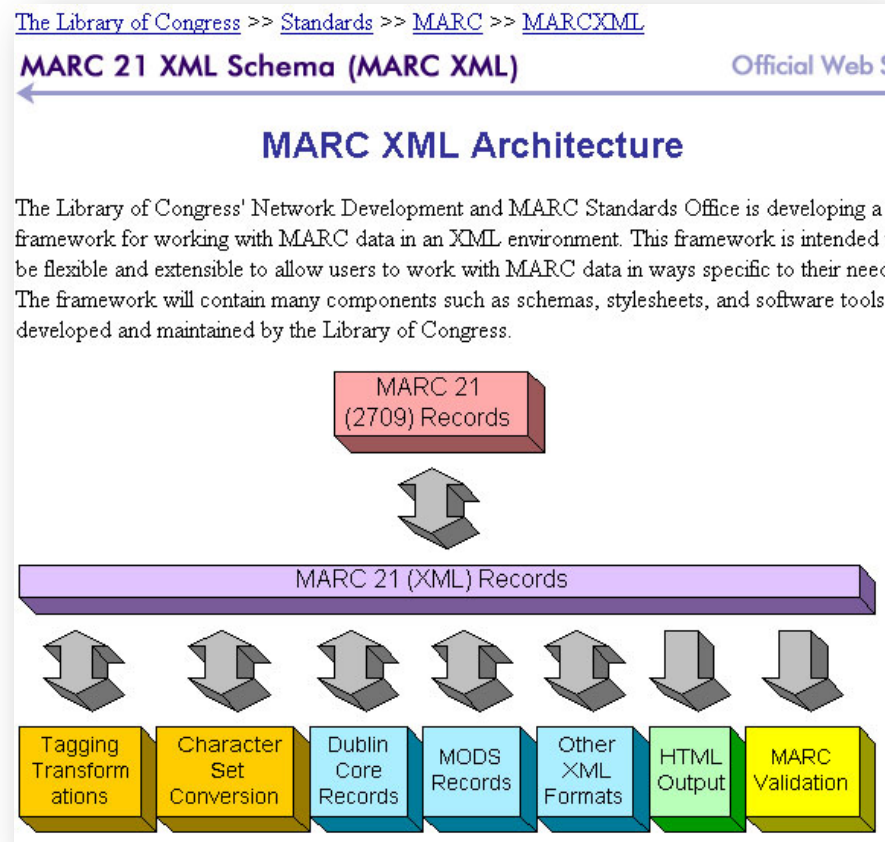 The Library of Congress >> Standards >> MARC >> MARCXML
MARC 21 XML Schema (MARC XML) Official Web
MARC XML Architecture
The Library of Congress' Network Development and MARC Standards Office is developing a
framework for working with MARC data in an XML environment. This framework is intended
be flexible and extensible to allow users to work with MARC data in ways specific to their
The framework will contain many components such as schemas, stylesheets, and software tools
developed and maintained by the Library of Congress.
MARC 21
(2709) Records
MARC 21 (XML) Records
Tagging
Transform
ations
Character
Set
Conversion
Dublin
Core
Records
MODS
Records
Other
XML
Formats
HTML
Output
MARC
Validation